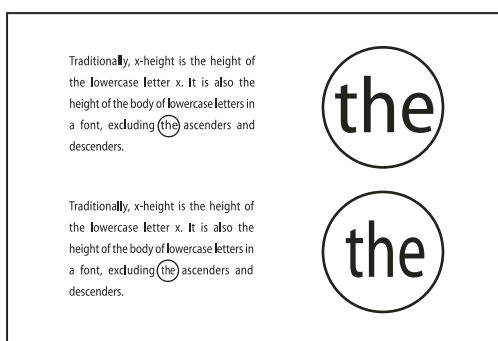 Traditionally, x-height is the height of
the lowercase letter x. It is also the
height of the body of lowercase letters in
a font, excluding the ascenders and
descenders.
the
Traditionally, x-height is the height of
the lowercase letter x. It is also the
height of the body of lowercase letters in
a font, excluding the ascenders and
descenders.
the